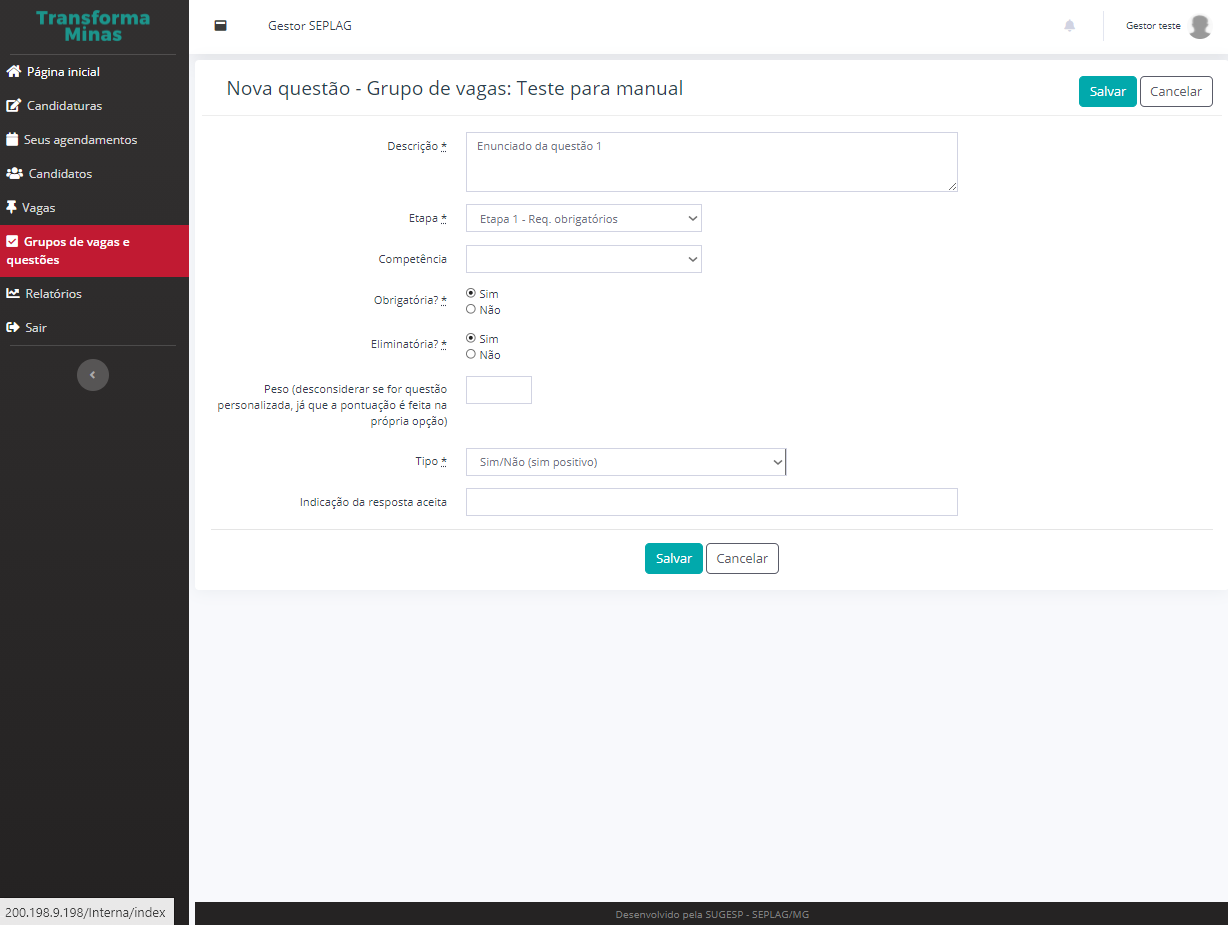 Transforma
Minas
Gestor SEPLAG
Gestor teste
Página inicial
Candidaturas
Seus agendamentos
Candidatos
Vagas
Grupos de vagas e
questões
Relatórios
Sair
Nova questão - Grupo de vagas: Teste para manual
Salvar
Cancelar
Descrição *
Enunciado da questão 1
Etapa *
Etapa 1 - Req. obrigatórios
Competência
Obrigatória? *
Sim
Não
Eliminatória? *
Sim
Não
Peso (desconsiderar se for questão
personalizada, já que a pontuação é feita na
própria opção)
Tipo *
Sim/Não (sim positivo)
Indicação da resposta aceita
Salvar
Cancelar
200.198.9.198/Interna/index
Desenvolvido pela SUGESP - SEPLAG/MG